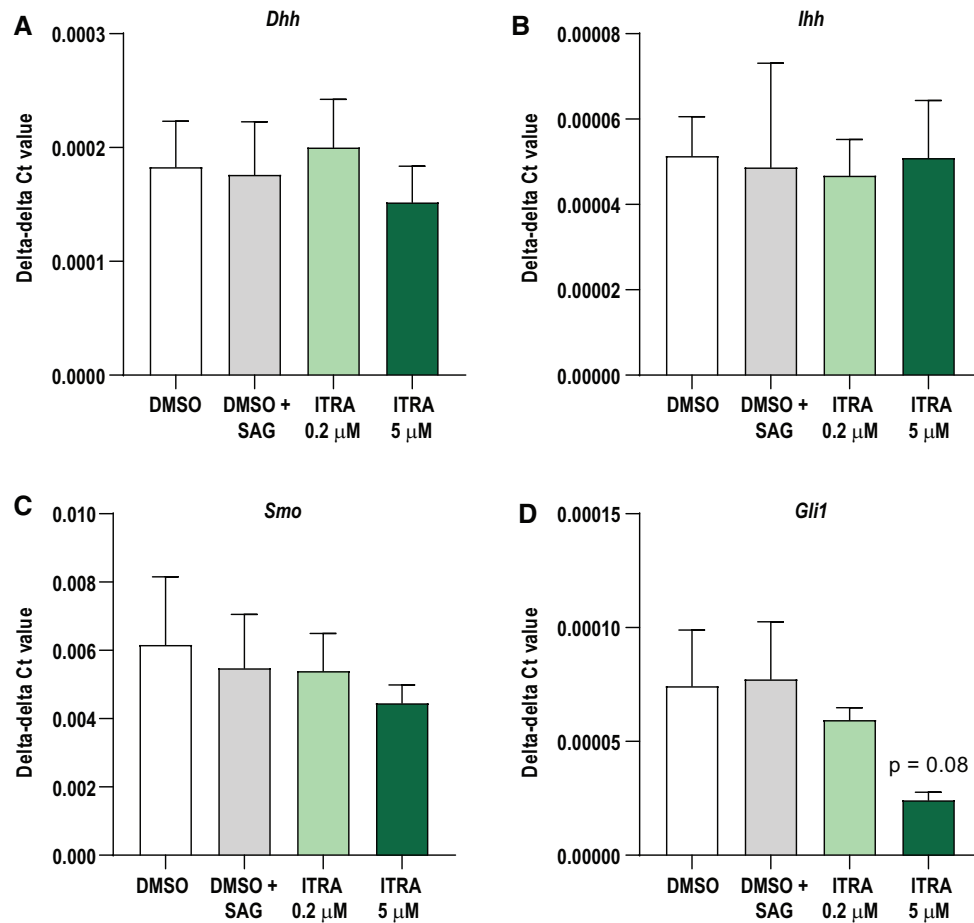 A
Dhh
0.0003
0.0002
0.0001
0.0000
Delta-delta Ct value
DMSO
DMSO +
SAG
ITRA
0.2 μM
ITRA
5 μM
B
Ihh
0.00008
0.00006
0.00004
0.00002
0.00000
Delta-delta Ct value
DMSO
DMSO +
SAG
ITRA
0.2 μM
ITRA
5 μM
C
Smo
0.010
0.008
0.006
0.004
0.002
0.000
Delta-delta Ct value
DMSO
DMSO +
SAG
ITRA
0.2 μM
ITRA
5 μM
D
Gli1
0.00015
0.00010
0.00005
0.00000
Delta-delta Ct value
p = 0.08
DMSO
DMSO +
SAG
ITRA
0.2 μM
ITRA
5 μM